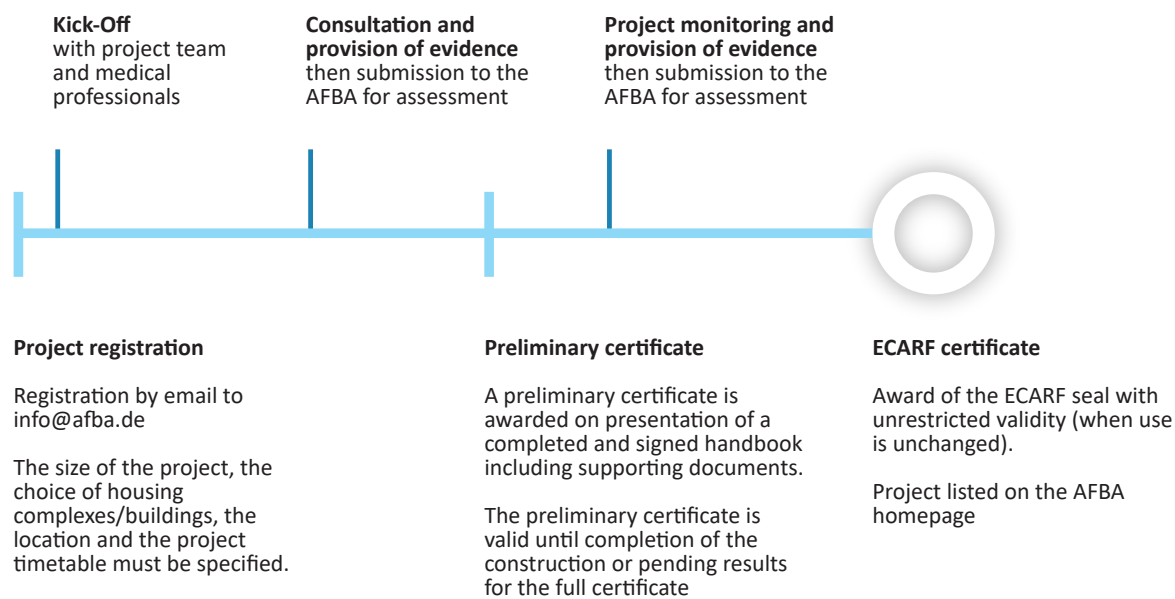 Kick-Off
with project team
and medical
professionals
Consultation and
provision of evidence
then submission to the
AFBA for assessment
Project monitoring and
provision of evidence
then submission to the
AFBA for assessment
Project registration
Registration by email to
info@afba.de
The size of the project, the
choice of housing
complexes/buildings, the
location and the project
timetable must be specified.
Preliminary certificate
A preliminary certificate is
awarded on presentation of a
completed and signed handbook
including supporting documents.
The preliminary certificate is
valid until completion of the
construction or pending results
for the full certificate
ECARF certificate
Award of the ECARF seal with
unrestricted validity (when use
is unchanged).
Project listed on the AFBA
homepage